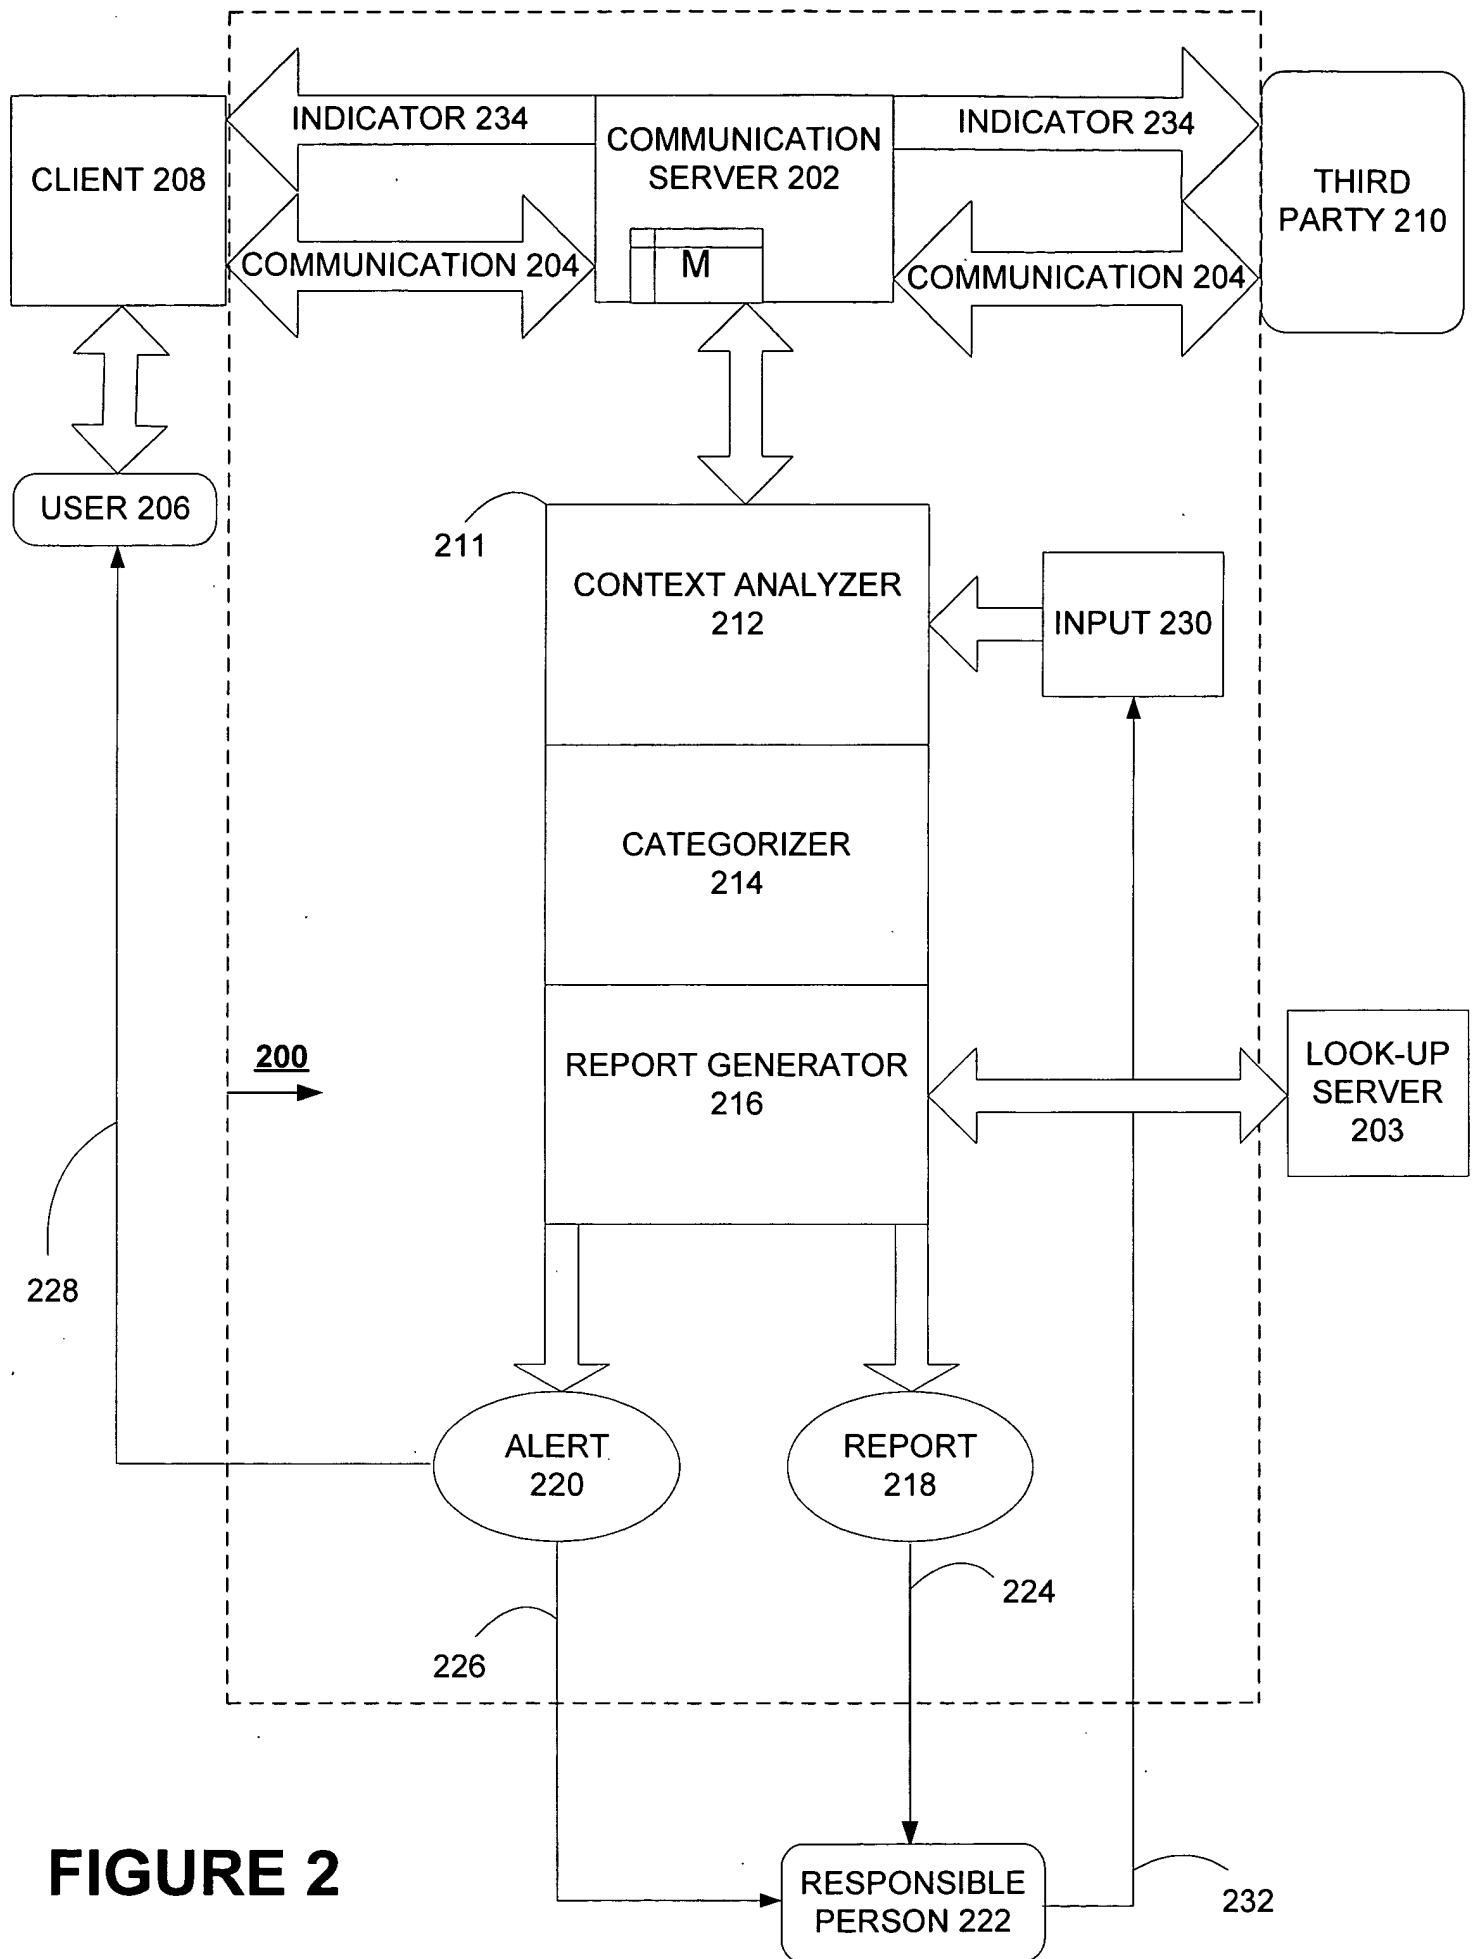 INDICATOR 234
INDICATOR 234
CLIENT 208
COMMUNICATION
SERVER 202
THIRD
PARTY 210
COMMUNICATION 204
M
COMMUNICATION 204
USER 206
211
CONTEXT ANALYZER
212
INPUT 230
CATEGORIZER
214
200
REPORT GENERATOR
216
LOOK-UP
SERVER
203
228
ALERT
220
REPORT
218
224
226
FIGURE 2
RESPONSIBLE
PERSON 222
232